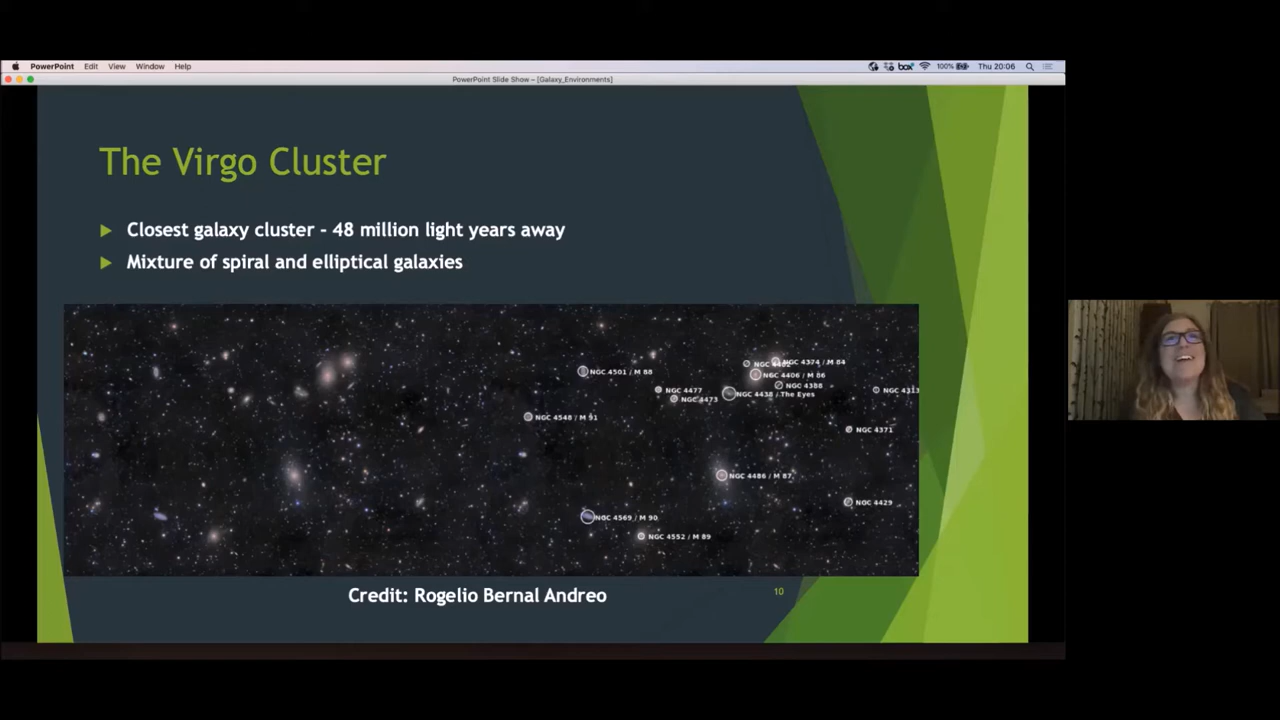 PowerPoint Edit View Window Help
box 100% Thu 20:06
PowerPoint Slide Show – [Galaxy_Environments]
The Virgo Cluster
Closest galaxy cluster - 48 million light years away
Mixture of spiral and elliptical galaxies
NGC 4374 / M 84
NGC 4501 / M 88
NGC 4406 / M 86
NGC 4388
NGC 4477
NGC 4438 / The Eyes
NGC 4473
NGC 4548 / M 91
NGC 4371
NGC 4486 / M 87
NGC 4429
NGC 4569 / M 90
NGC 4552 / M 89
Credit: Rogelio Bernal Andreo
10